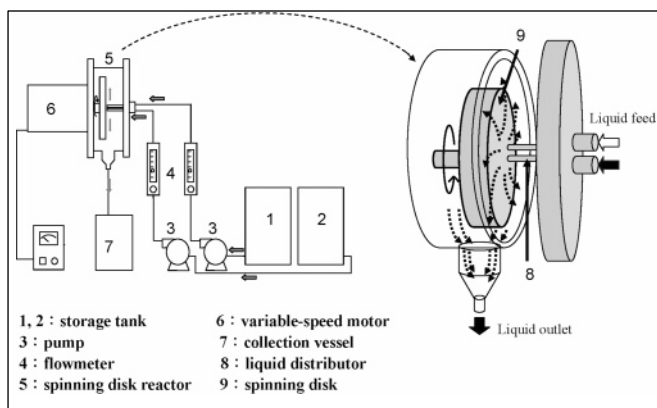 5
9
6
4
Liquid feed
3
3
1
2
7
8
1, 2 : storage tank
3 : pump
4 : flowmeter
5 : spinning disk reactor
6 : variable-speed motor
7 : collection vessel
8 : liquid distributor
9 : spinning disk
Liquid outlet